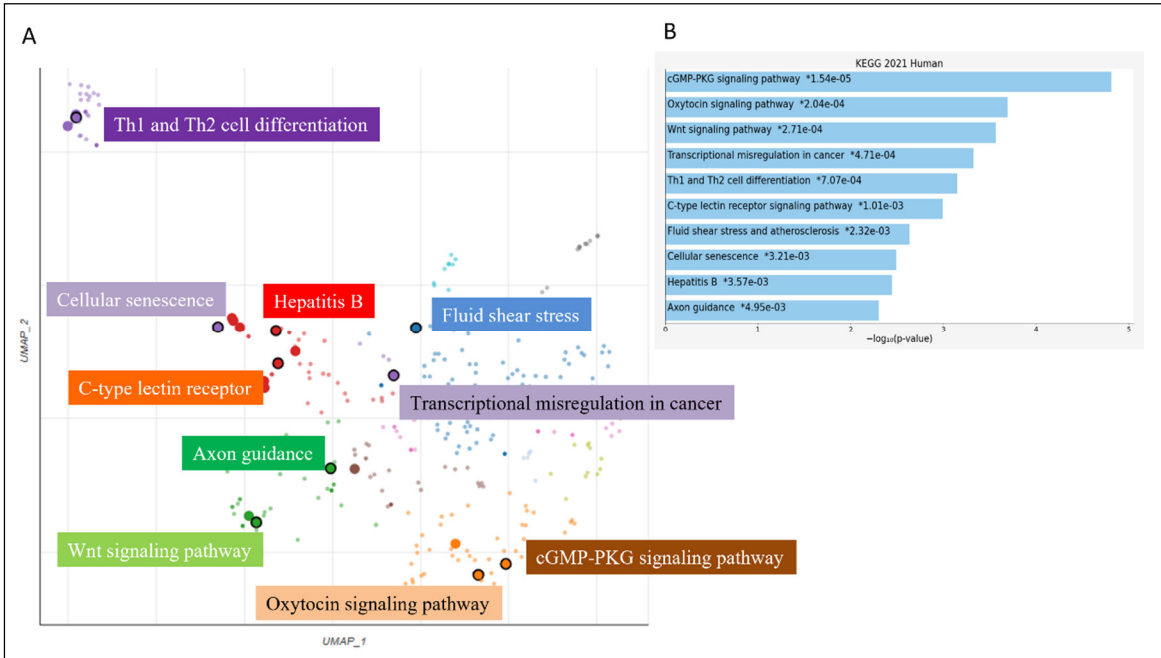 A
B
Th1 and Th2 cell differentiation
Cellular senescence
Hepatitis B
Fluid shear stress
C-type lectin receptor
Transcriptional misregulation in cancer
Axon guidance
Wnt signaling pathway
cGMP-PKG signaling pathway
Oxytocin signaling pathway
UMAP_2
UMAP_1
KEGG 2021 Human
cGMP-PKG signaling pathway *1.54e-05
Oxytocin signaling pathway *2.04e-04
Wnt signaling pathway *2.71e-04
Transcriptional misregulation in cancer *4.71e-04
Th1 and Th2 cell differentiation *7.07e-04
C-type lectin receptor signaling pathway *1.01e-03
Fluid shear stress and atherosclerosis *2.32e-03
Cellular senescence *3.21e-03
Hepatitis B *3.57e-03
Axon guidance *4.95e-03
0 1 2 3 4 5
−log₁₀(p-value)